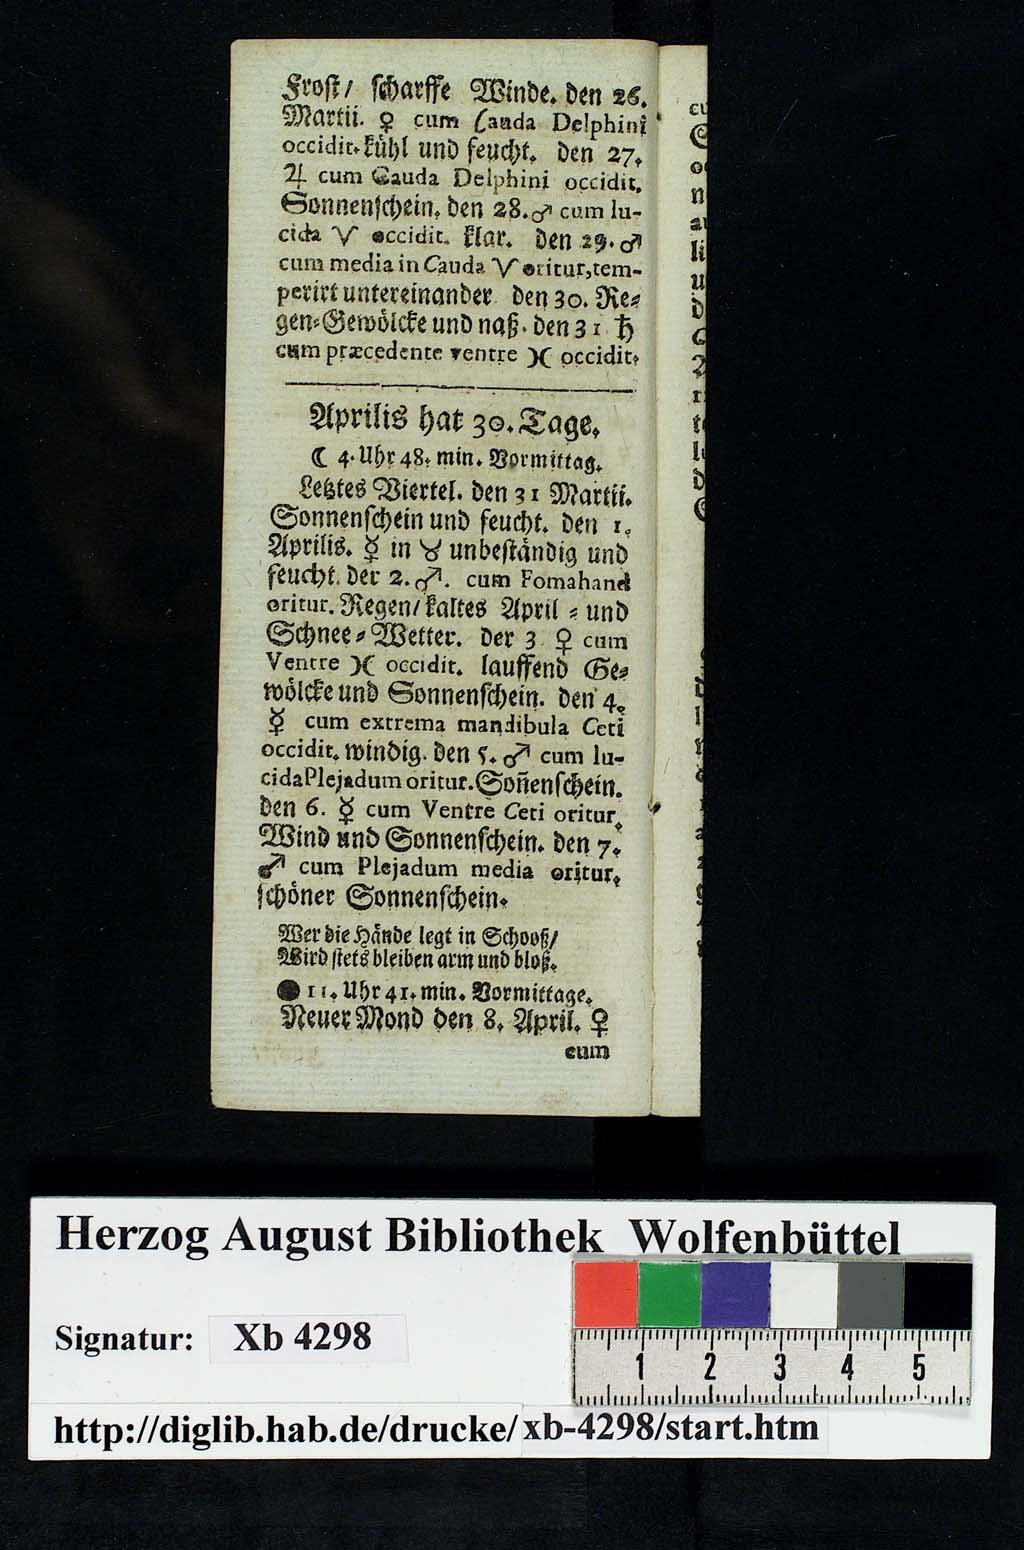 Frost/ scharffe Winde. den 26.
Martii. ♀ cum Cauda Delphini
occidit. kühl und feucht. den 27.
♃ cum Cauda Delphini occidit.
Sonnenschein. den 28. ♂ cum lu-
cida ♈ occidit. klar. den 29. ♂
cum media in Cauda ♈ oritur, tem-
perirt untereinander den 30. Re-
gen-Gewölcke und naß. den 31 ♄
cum præcedente ventre ♓ occidit.
Aprilis hat 30. Tage.
☾ 4. Uhr 48. min. Vormittag.
Letztes Viertel. den 31 Martii.
Sonnenschein und feucht. den 1.
Aprilis. ☿ in ♉ unbeständig und
feucht. der 2. ♂. cum Fomahand
oritur. Regen/ kaltes April - und
Schnee-Wetter. der 3 ♀ cum
Ventre ♓ occidit. lauffend Ge-
wölcke und Sonnenschein. den 4.
☿ cum extrema mandibula Ceti
occidit. windig. den 5. ♂ cum lu-
cida Plejadum oritur. Soñenschein.
den 6. ☿ cum Ventre Ceti oritur.
Wind und Sonnenschein. den 7.
♂ cum Plejadum media oritur.
schöner Sonnenschein.
Wer die Hände legt in Schooß/
Wird stets bleiben arm und bloß.
● 11. Uhr 41. min. Vormittage.
Neuer Mond den 8. April. ♀
cum
Herzog August Bibliothek Wolfenbüttel
Signatur: Xb 4298
1 2 3 4 5
http://diglib.hab.de/drucke/xb-4298/start.htm